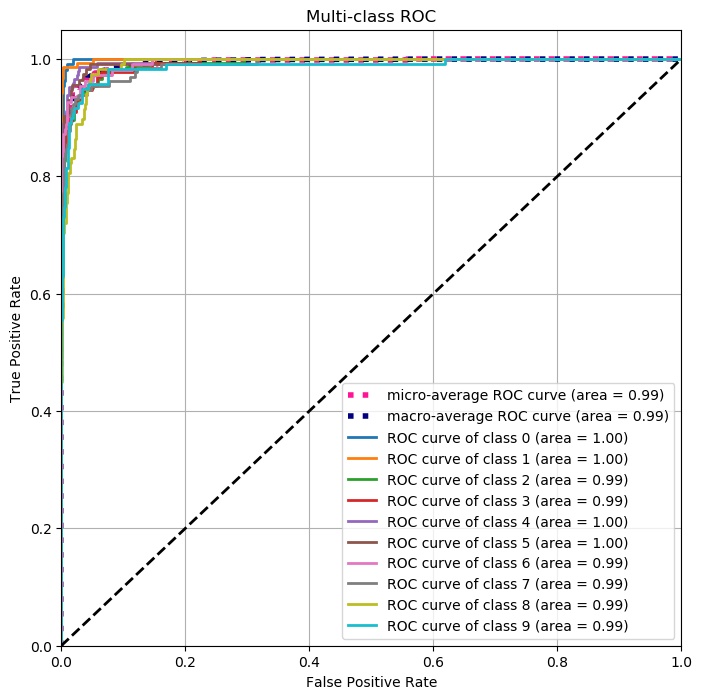 Multi-class ROC
True Positive Rate
1.0
0.8
0.6
0.4
0.2
0.0
micro-average ROC curve (area = 0.99)
macro-average ROC curve (area = 0.99)
ROC curve of class 0 (area = 1.00)
ROC curve of class 1 (area = 1.00)
ROC curve of class 2 (area = 0.99)
ROC curve of class 3 (area = 0.99)
ROC curve of class 4 (area = 1.00)
ROC curve of class 5 (area = 1.00)
ROC curve of class 6 (area = 0.99)
ROC curve of class 7 (area = 0.99)
ROC curve of class 8 (area = 0.99)
ROC curve of class 9 (area = 0.99)
0.0 0.2 0.4 0.6 0.8 1.0
False Positive Rate